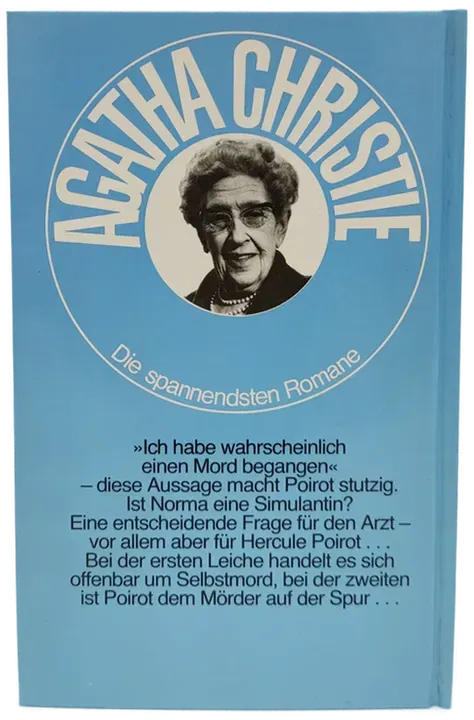 AGATHA CHRISTIE
Die spannendsten Romane
»Ich habe wahrscheinlich
einen Mord begangen«
– diese Aussage macht Poirot stutzig.
Ist Norma eine Simulantin?
Eine entscheidende Frage für den Arzt –
vor allem aber für Hercule Poirot . . .
Bei der ersten Leiche handelt es sich
offenbar um Selbstmord, bei der zweiten
ist Poirot dem Mörder auf der Spur . . .